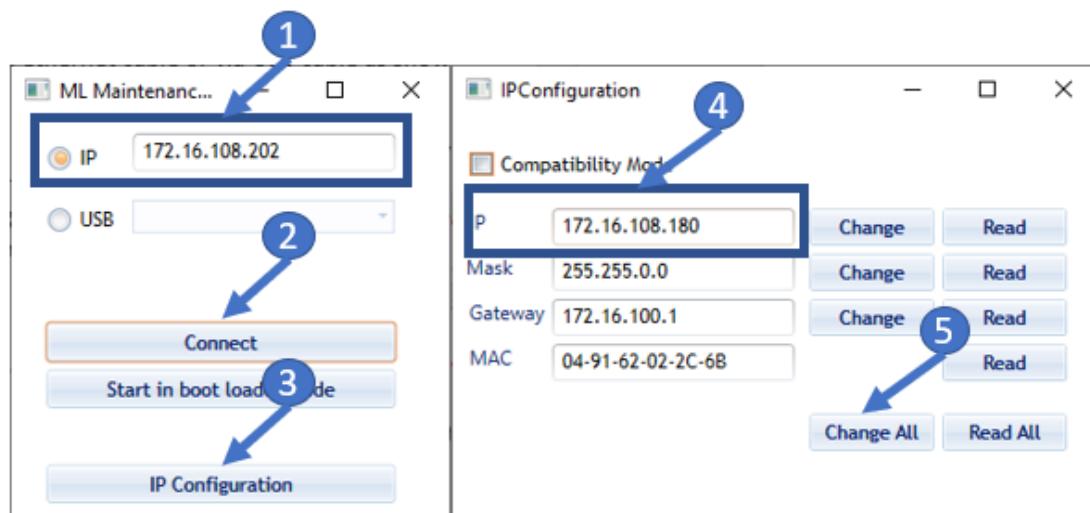 1
ML Maintenanc...
IP 172.16.108.202
USB
2
Connect
Start in boot load
3
IP Configuration
IPConfiguration
4
Compatibility Mod
IP 172.16.108.180 Change Read
Mask 255.255.0.0 Change Read
Gateway 172.16.100.1 Change Read
5
MAC 04-91-62-02-2C-6B Read
Change All Read All